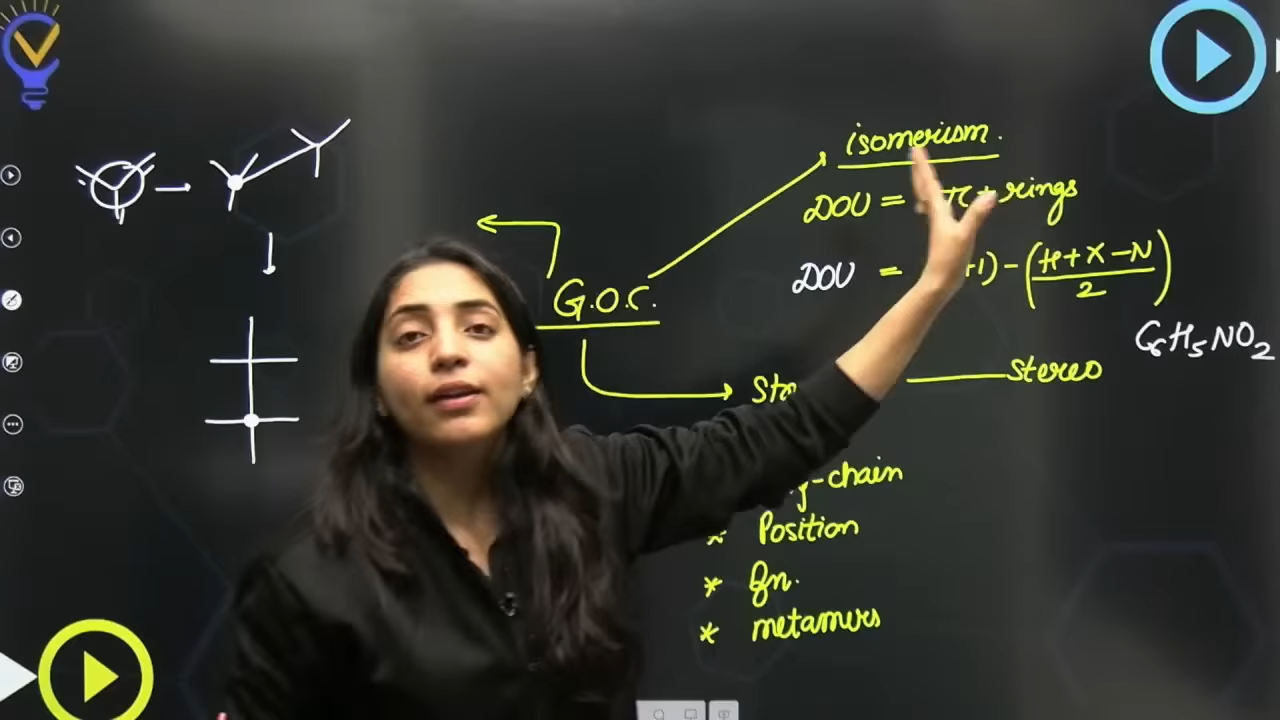 isomerism.
DOU = π + rings
DOU = +1) - (H+X-N / 2)
C6H5NO2
G.O.C.
stereo
-chain
* Position
* fn.
* metamers